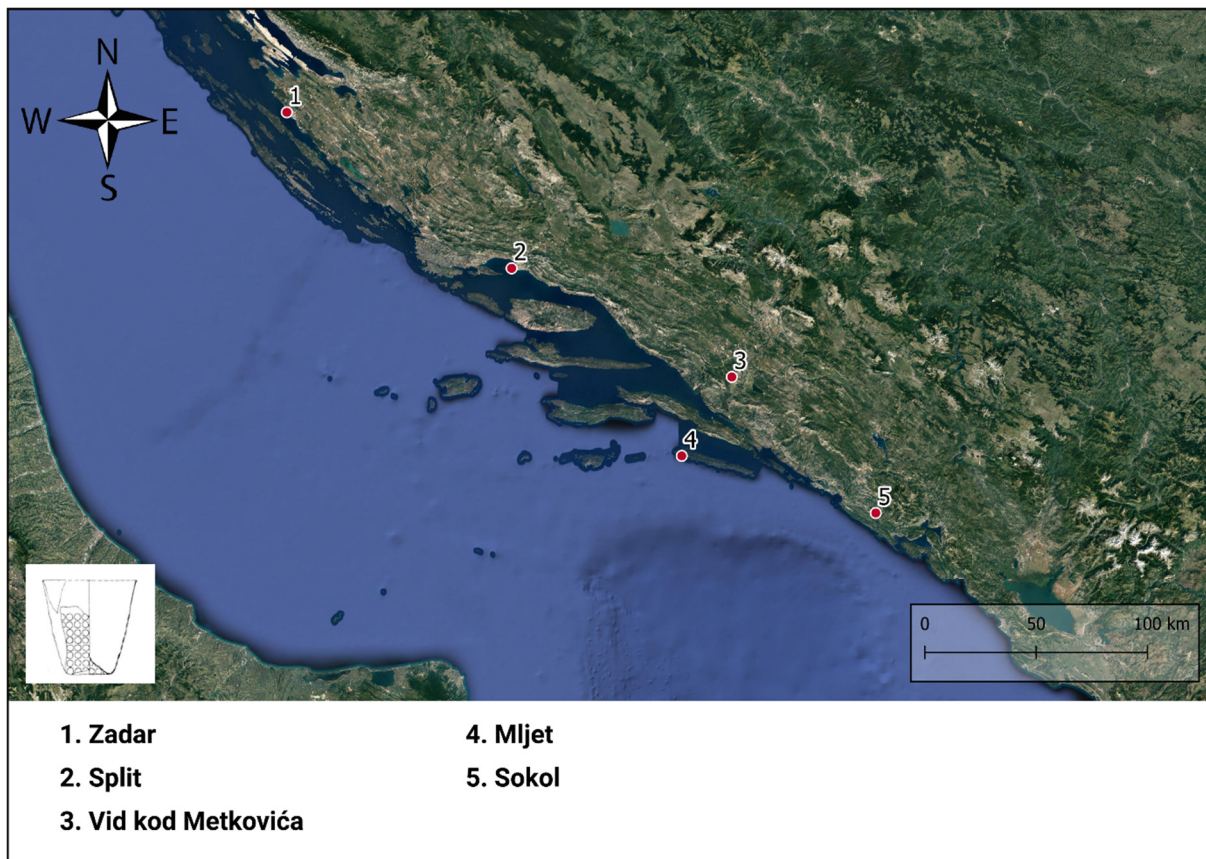 N
W E
S
1
2
3
4
5
0 50 100 km
1. Zadar
2. Split
3. Vid kod Metkovića
4. Mljet
5. Sokol